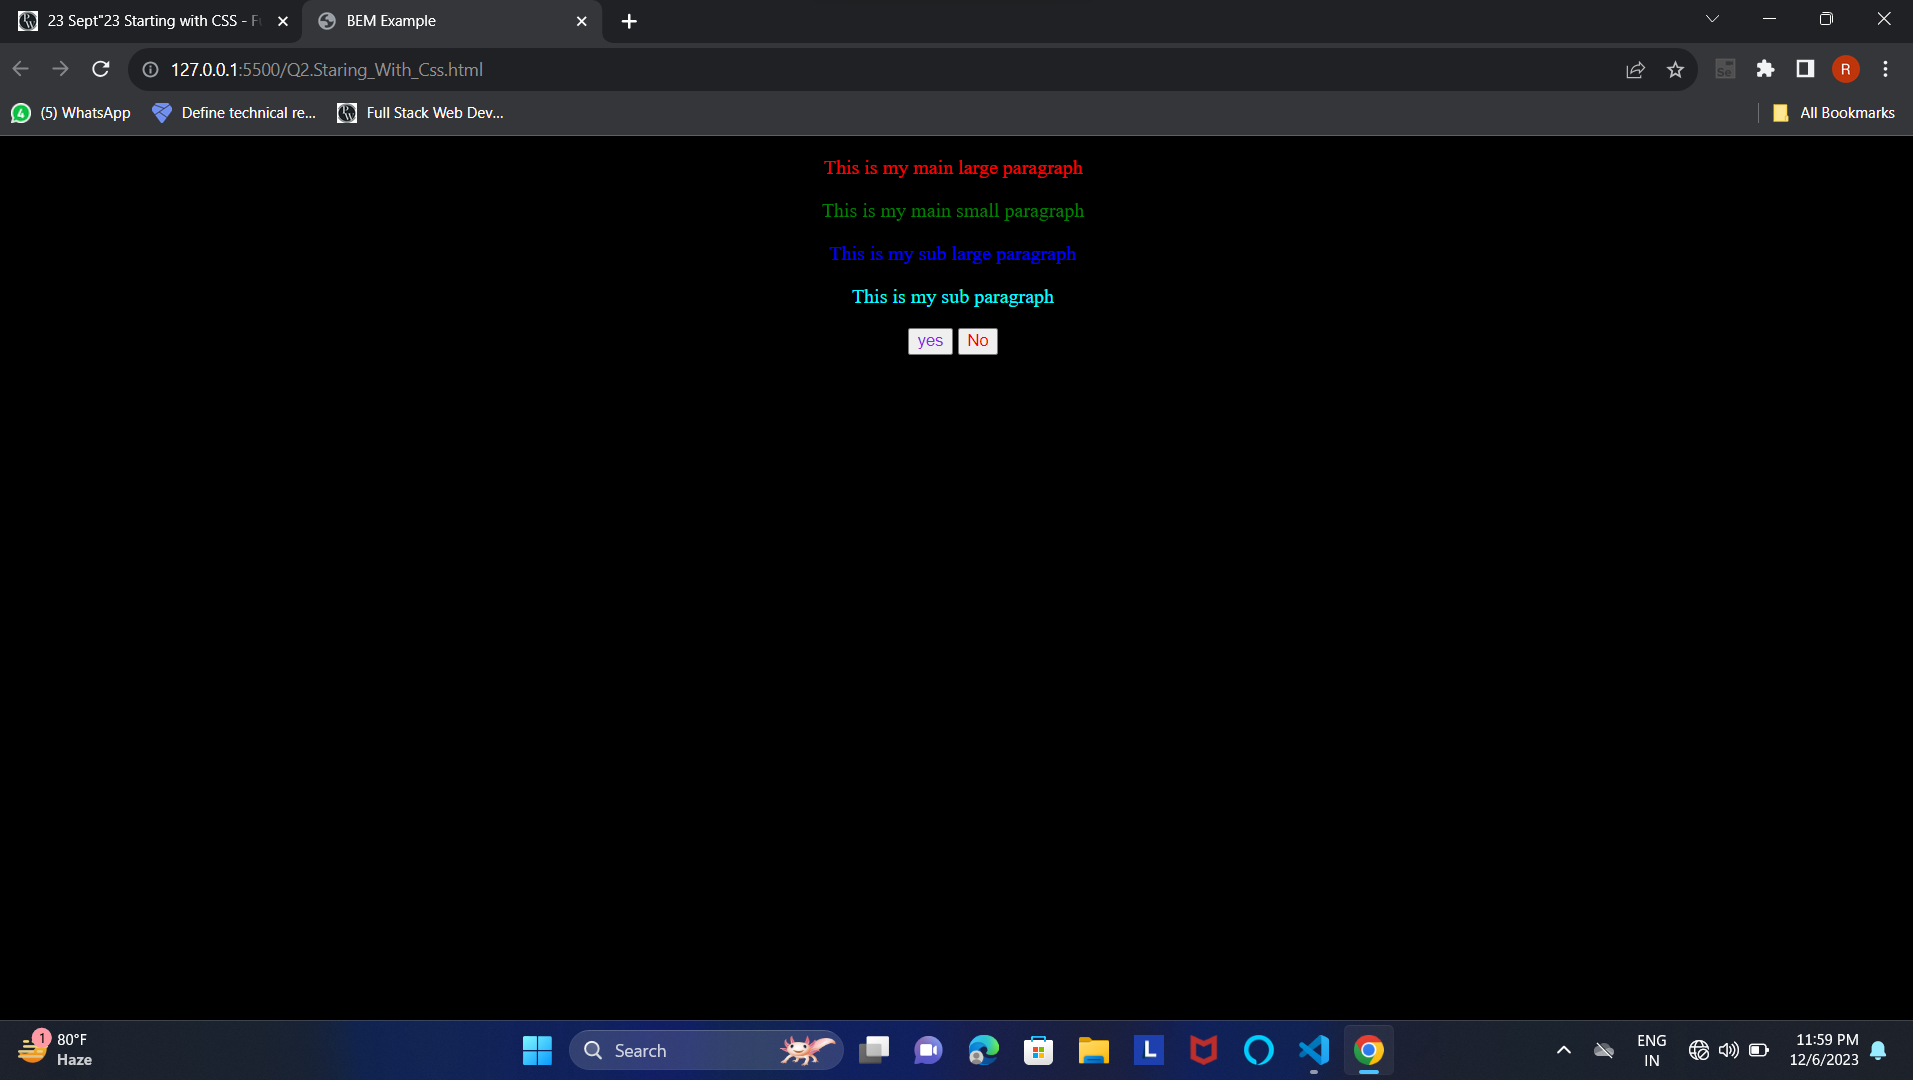 23 Sept"23 Starting with CSS - F
BEM Example
127.0.0.1:5500/Q2.Staring_With_Css.html
Se
R
4
(5) WhatsApp
Define technical re...
PW
Full Stack Web Dev...
All Bookmarks
This is my main large paragraph
This is my main small paragraph
This is my sub large paragraph
This is my sub paragraph
yes No
1
80°F
Haze
Search
L
ENG
IN
11:59 PM
12/6/2023